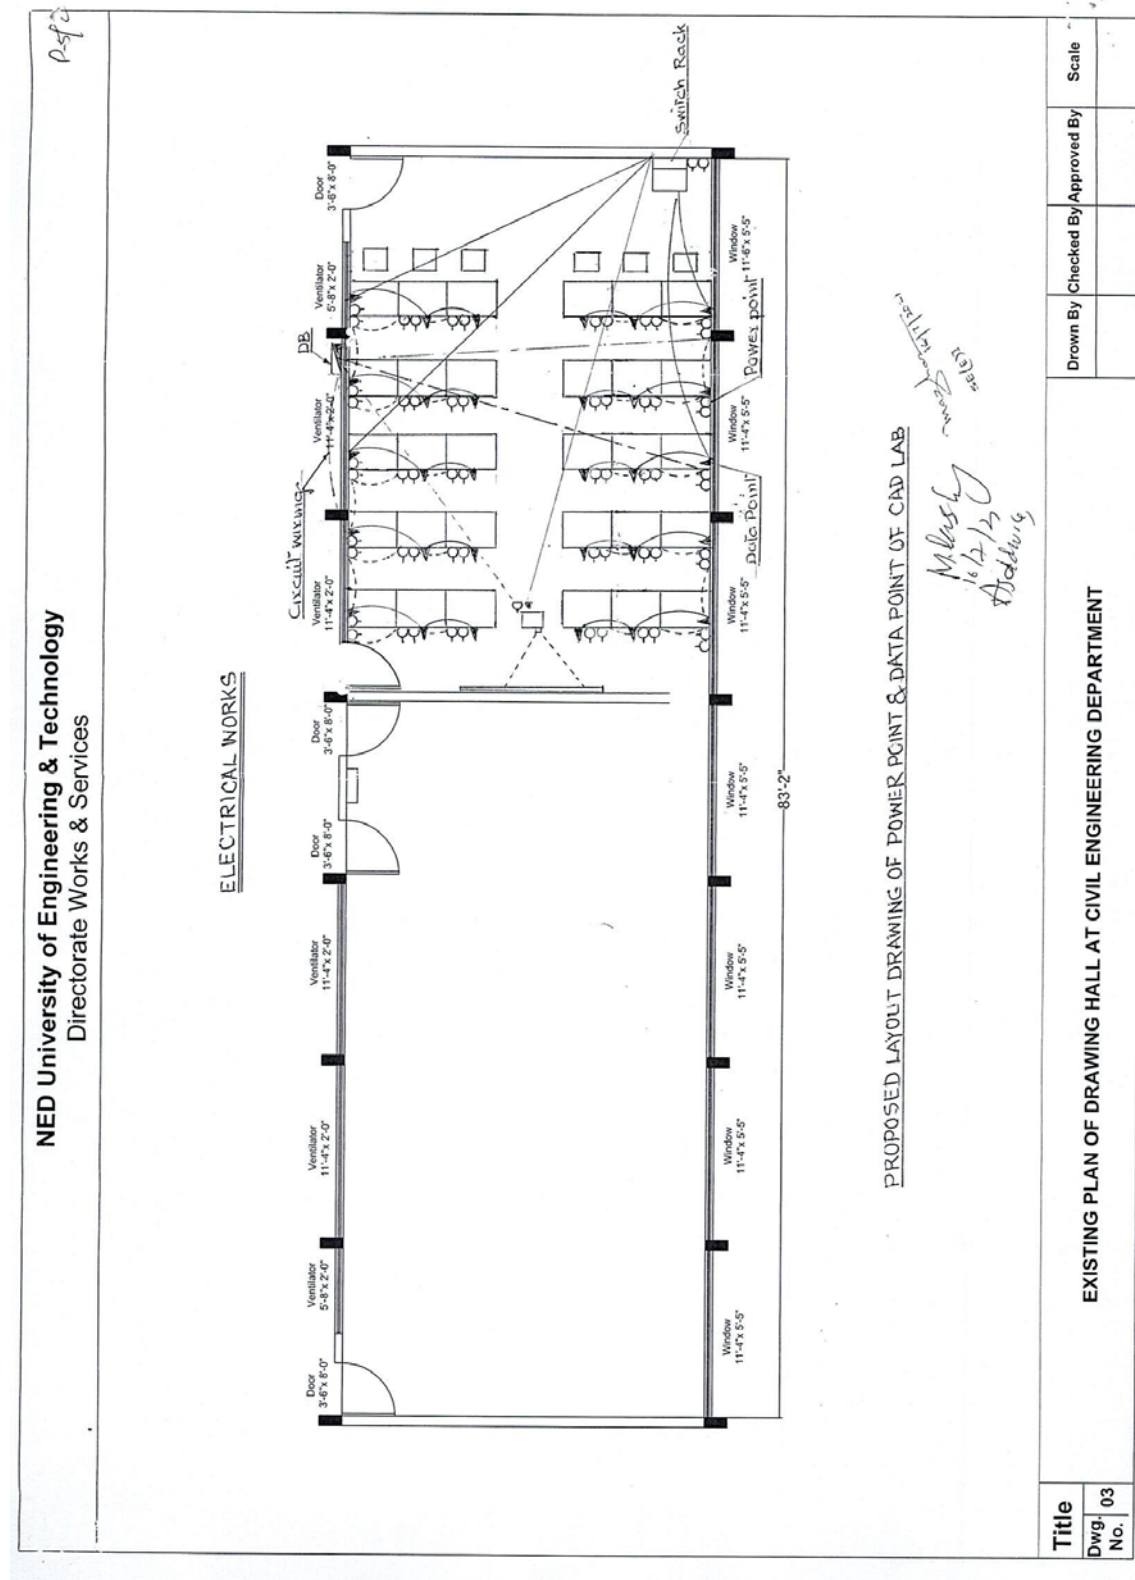 NED University of Engineering & Technology
Directorate Works & Services
ELECTRICAL WORKS
Door
3'-6"x 8'-0"
Ventilator
5'-8"x 2'-0"
Ventilator
11'-4"x 2'-0"
Ventilator
11'-4"x 2'-0"
Door
3'-6"x 8'-0"
Door
3'-6"x 8'-0"
Circuit wiring
Ventilator
11'-4"x 2'-0"
Ventilator
11'-4"x 2'-0"
DB
Ventilator
5'-8"x 2'-0"
Door
3'-6"x 8'-0"
Switch Rack
Window
11'-4"x 5'-5"
Window
11'-4"x 5'-5"
Window
11'-4"x 5'-5"
Window
11'-4"x 5'-5"
Window
11'-4"x 5'-5"
Data Point
Window
11'-4"x 5'-5"
Power point
Window
11'-6"x 5'-5"
83'-2"
PROPOSED LAYOUT DRAWING OF POWER POINT & DATA POINT OF CAD LAB
Title
EXISTING PLAN OF DRAWING HALL AT CIVIL ENGINEERING DEPARTMENT
Drown By
Checked By
Approved By
Scale
Dwg. No.
03